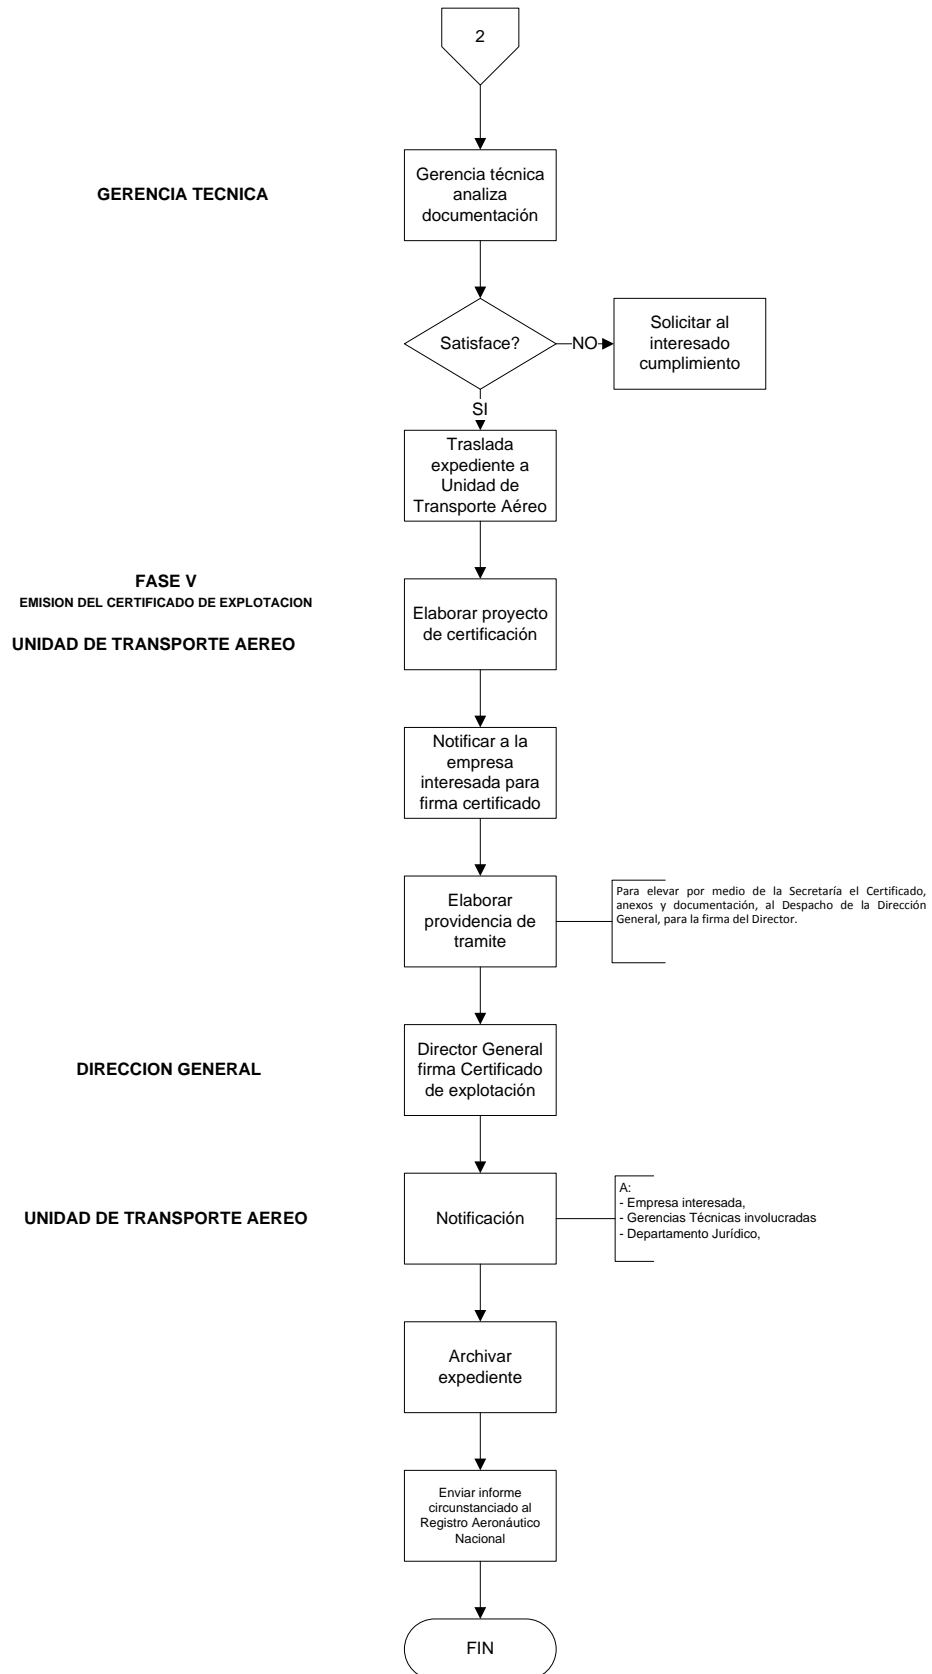 2
GERENCIA TECNICA
Gerencia técnica
analiza
documentación
Satisface?
NO
Solicitar al
interesado
cumplimiento
SI
Traslada
expediente a
Unidad de
Transporte Aéreo
FASE V
EMISION DEL CERTIFICADO DE EXPLOTACION
UNIDAD DE TRANSPORTE AEREO
Elaborar proyecto
de certificación
Notificar a la
empresa
interesada para
firma certificado
Elaborar
providencia de
tramite
Para elevar por medio de la Secretaría el Certificado,
anexos y documentación, al Despacho de la Dirección
General, para la firma del Director.
DIRECCION GENERAL
Director General
firma Certificado
de explotación
UNIDAD DE TRANSPORTE AEREO
Notificación
A:
- Empresa interesada,
- Gerencias Técnicas involucradas
- Departamento Jurídico,
Archivar
expediente
Enviar informe
circunstanciado al
Registro Aeronáutico
Nacional
FIN